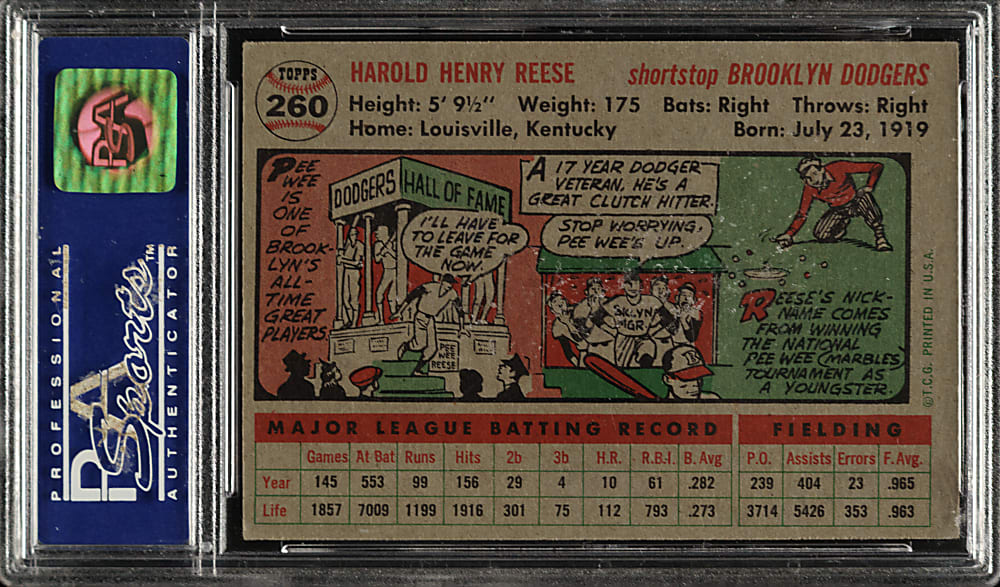 PROFESSIONAL
PSA Sports™
AUTHENTICATOR
PSA
TOPPS
260
HAROLD HENRY REESE shortstop BROOKLYN DODGERS
Height: 5' 9½" Weight: 175 Bats: Right Throws: Right
Home: Louisville, Kentucky Born: July 23, 1919
PEE
WEE
IS
ONE
OF
BROOK-
LYN'S
ALL-
TIME
GREAT
PLAYERS.
DODGERS HALL OF FAME
I'LL HAVE
TO LEAVE FOR
THE GAME
NOW.
PEE
WEE
REESE
A 17 YEAR DODGER
VETERAN, HE'S A
GREAT CLUTCH HITTER.
STOP WORRYING,
PEE WEE'S UP.
BKLYN
MGR.
B
REESE'S NICK-
NAME COMES
FROM WINNING
THE NATIONAL
PEE WEE (MARBLES)
TOURNAMENT AS
A YOUNGSTER.
©T.C.G. PRINTED IN U.S.A.
MAJOR LEAGUE BATTING RECORD FIELDING
Games At Bat Runs Hits 2b 3b H.R. R.B.I. B. Avg P.O. Assists Errors F. Avg.
Year 145 553 99 156 29 4 10 61 .282 239 404 23 .965
Life 1857 7009 1199 1916 301 75 112 793 .273 3714 5426 353 .963